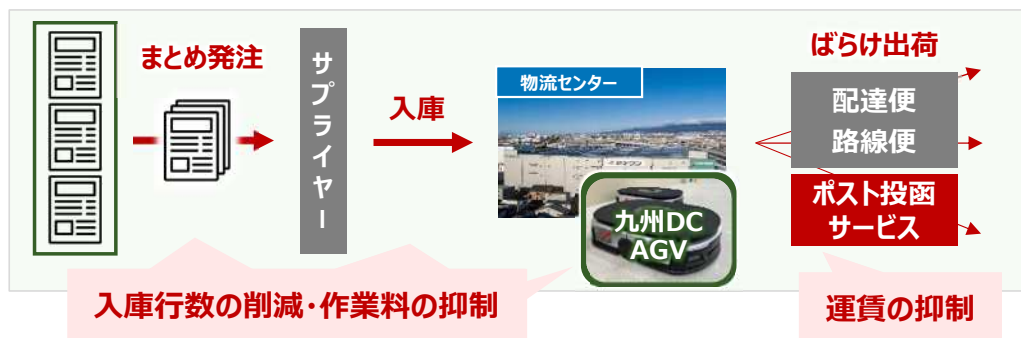 まとめ発注
サプライヤー
入庫
物流センター
九州DC
AGV
ばらけ出荷
配達便
路線便
ポスト投函
サービス
入庫行数の削減・作業料の抑制
運賃の抑制